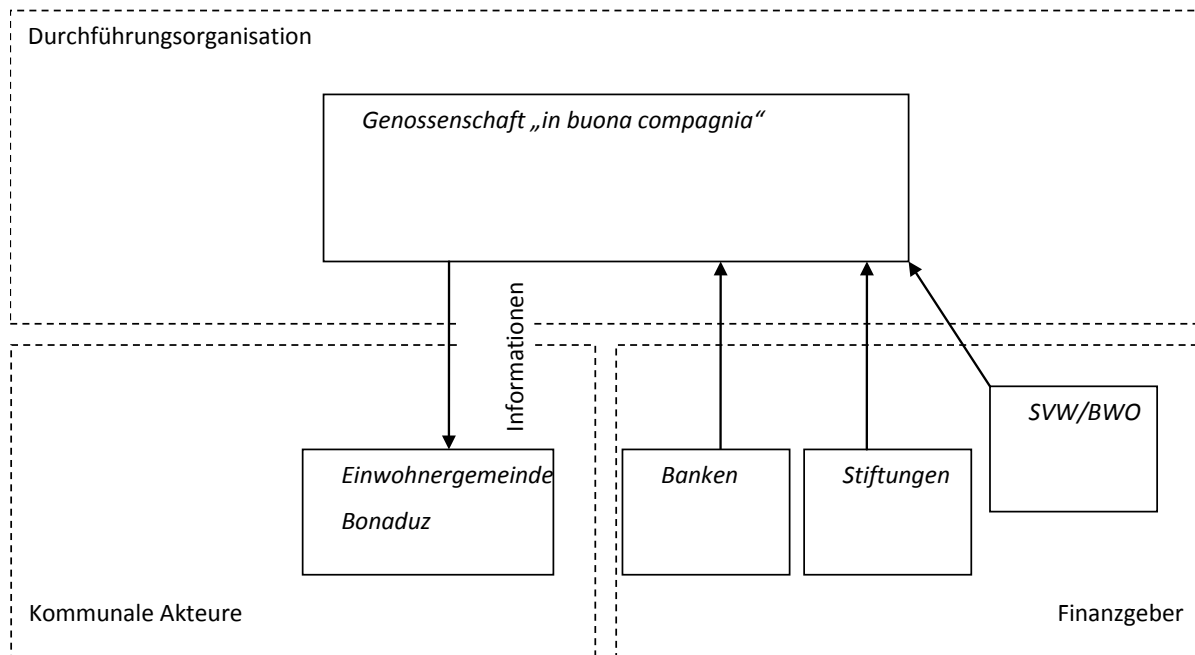 Durchführungsorganisation
Genossenschaft „in buona compagnia“
Informationen
SVW/BWO
Einwohnergemeinde
Bonaduz
Banken
Stiftungen
Kommunale Akteure
Finanzgeber